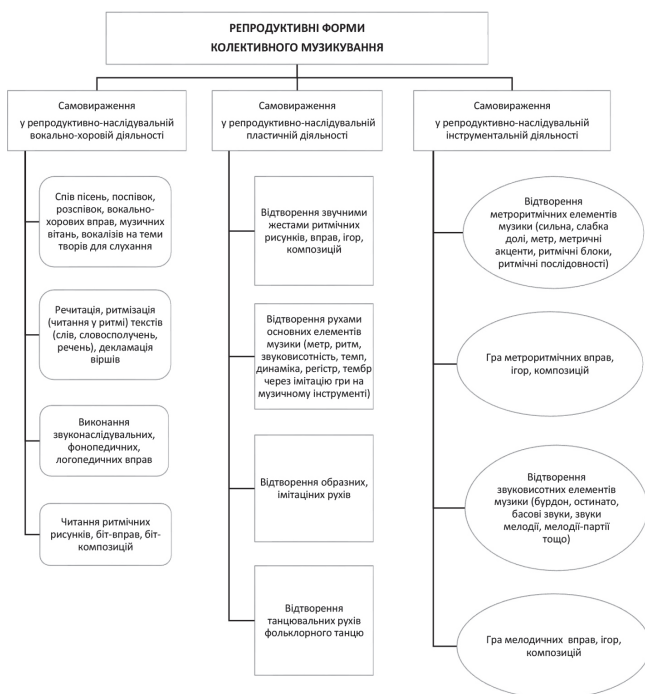 РЕПРОДУКТИВНІ ФОРМИ
КОЛЕКТИВНОГО МУЗИКУВАННЯ
Самовираження
у репродуктивно-наслідувальній
вокально-хоровій діяльності
Спів пісень, поспівок,
розспівок, вокально-
хорових вправ, музичних
вітань, вокалізів на теми
творів для слухання
Речитація, ритмізація
(читання у ритмі) текстів
(слів, словосполучень,
речень), декламація
віршів
Виконання
звуконаслідувальних,
фонопедичних,
логопедичних вправ
Читання ритмічних
рисунків, біт-вправ, біт-
композицій
Самовираження
у репродуктивно-наслідувальній
пластичній діяльності
Відтворення звучними
жестами ритмічних
рисунків, вправ, ігор,
композицій
Відтворення рухами
основних елементів
музики (метр, ритм,
звуковисотність, темп,
динаміка, регістр, тембр
через імітацію гри на
музичному інструменті)
Відтворення образних,
імітаціних рухів
Відтворення
танцювальних рухів
фольклорного танцю
Самовираження
у репродуктивно-наслідувальній
інструментальній діяльності
Відтворення
метроритмічних елементів
музики (сильна, слабка
долі, метр, метричні
акценти, ритмічні блоки,
ритмічні послідовності)
Гра метроритмічних вправ,
ігор, композицій
Відтворення
звуковисотних елементів
музики (бурдон, остинато,
басові звуки, звуки
мелодії, мелодії-партії
тощо)
Гра мелодичних вправ, ігор,
композицій